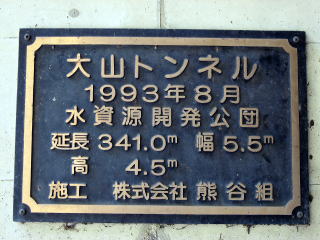 大山トンネル
1993年8月
水資源開発公団
延長 341.0m 幅 5.5m
高 4.5m
施工 株式会社 熊谷組